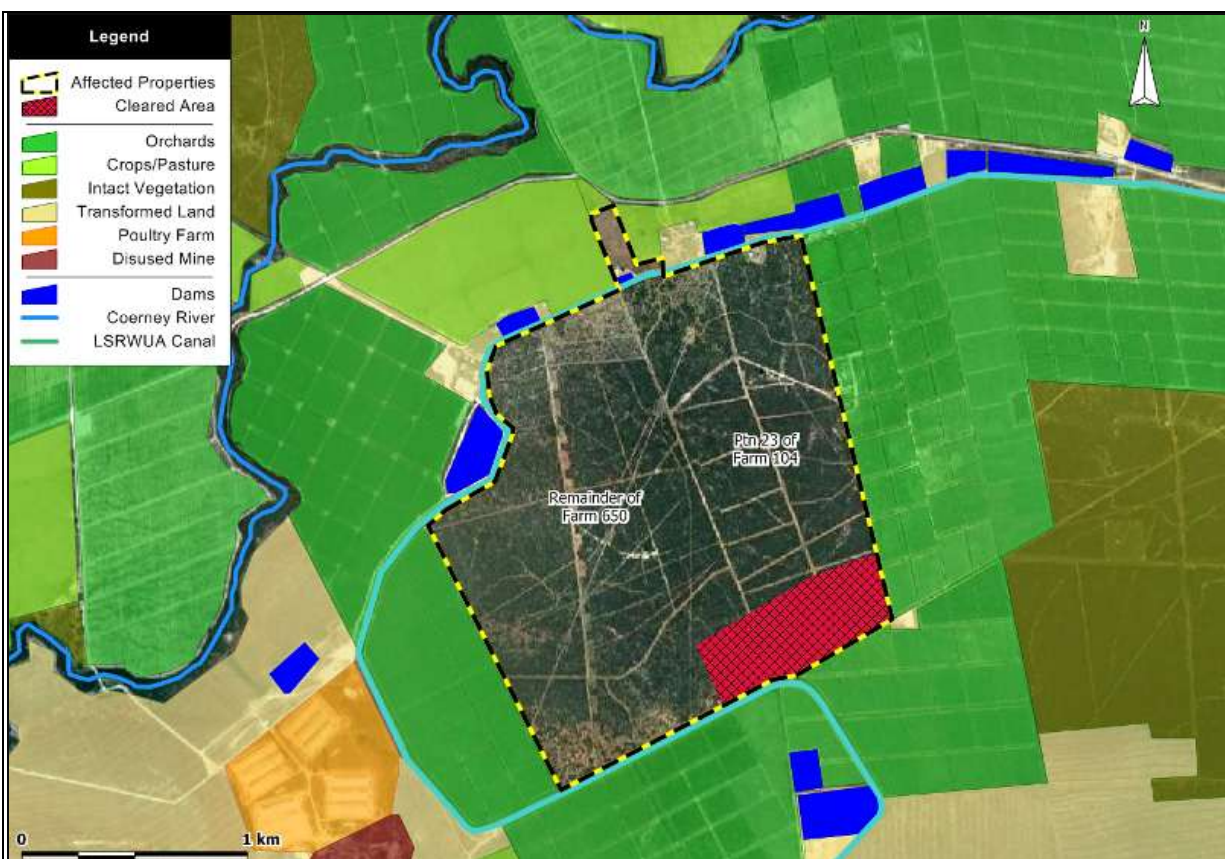 Legend
Affected Properties
Cleared Area
Orchards
Crops/Pasture
Intact Vegetation
Transformed Land
Poultry Farm
Disused Mine
Dams
Coerney River
LSRWUA Canal
N
Ptn 23 of
Farm 104
Remainder of
Farm 650
0
1 km